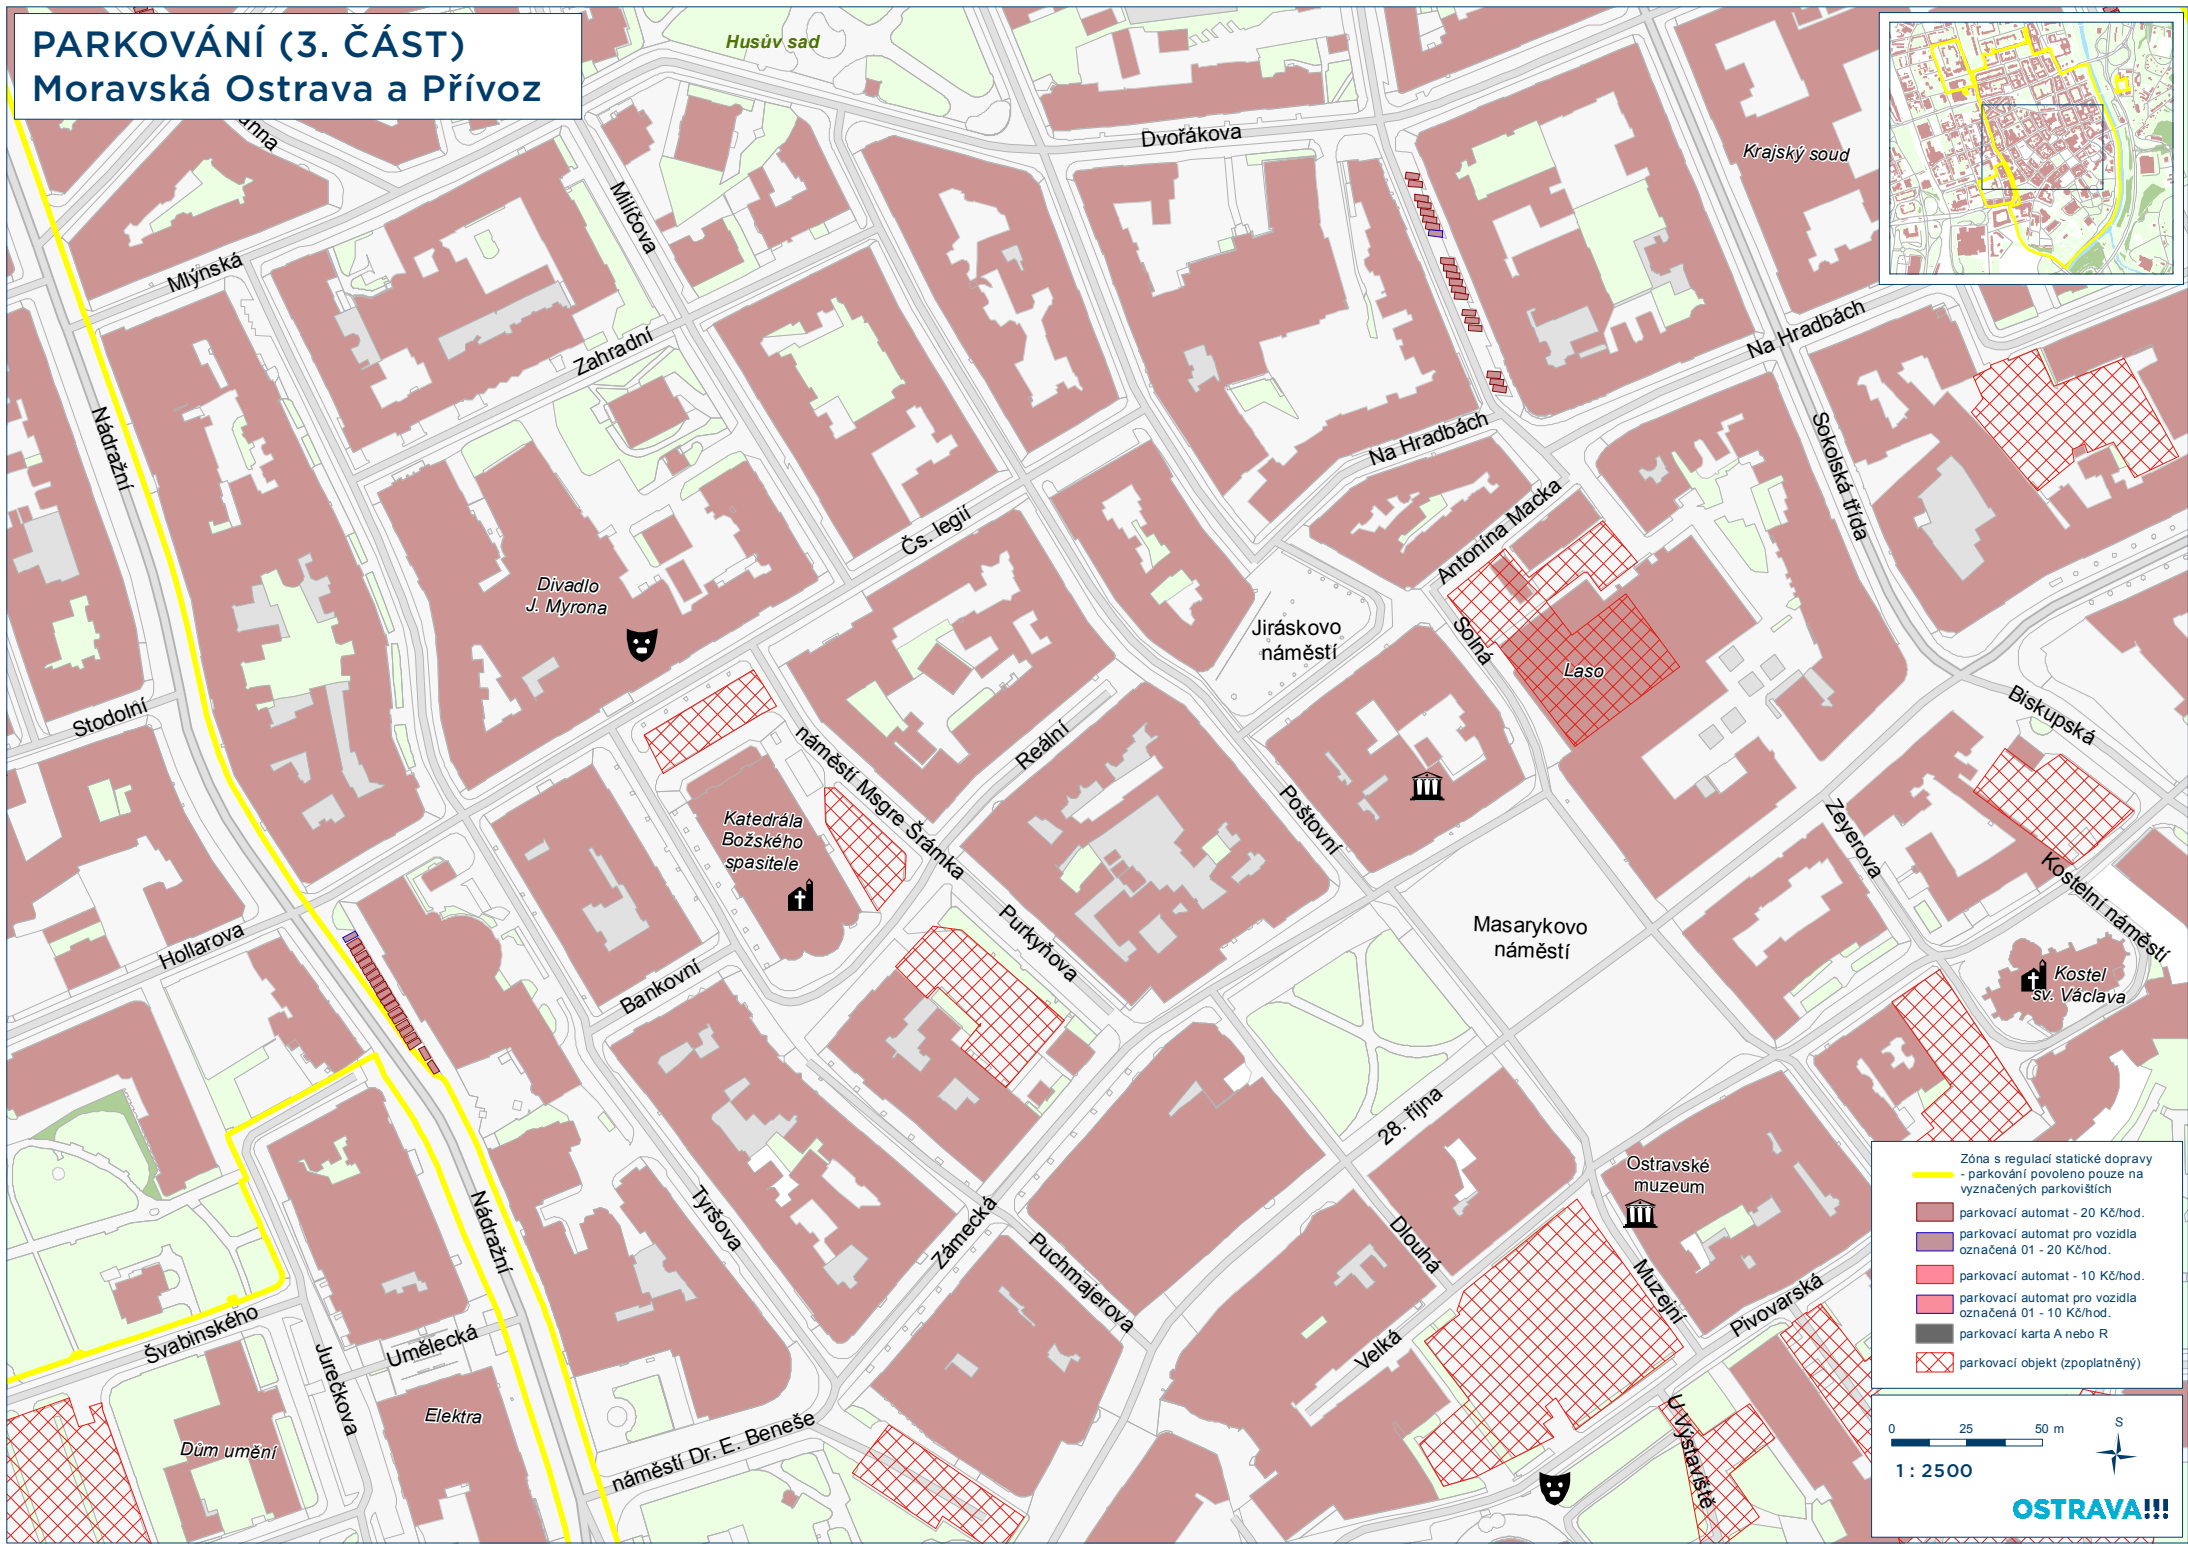 PARKOVÁNÍ (3. ČÁST)
Moravská Ostrava a Přívoz
Husův sad
Dvořákova
Krajský soud
Milíčova
Mlýnská
Zahradní
Na Hradbách
Nádražní
Na Hradbách
Sokolská třída
Čs. legií
Antonína Macka
Divadlo
J. Myrona
Jiráskovo
náměstí
Solná
Laso
Stodolní
Biskupská
náměstí Msgre Šrámka
Reální
Poštovní
Katedrála
Božského
spasitele
Zeyerova
Kostelní náměstí
Hollarova
Bankovní
Purkyňova
Masarykovo
náměstí
Kostel
sv. Václava
28. října
Ostravské
muzeum
Nádražní
Tyršova
Zámecká
Puchmajerova
Dlouhá
Muzejní
Pivovarská
Švabinského
Jurečkova
Umělecká
Velká
Elektra
Dům umění
náměstí Dr. E. Beneše
U Výstaviště
Zóna s regulací statické dopravy
- parkování povoleno pouze na
vyznačených parkovištích
parkovací automat - 20 Kč/hod.
parkovací automat pro vozidla
označená 01 - 20 Kč/hod.
parkovací automat - 10 Kč/hod.
parkovací automat pro vozidla
označená 01 - 10 Kč/hod.
parkovací karta A nebo R
parkovací objekt (zpoplatněný)
0 25 50 m
S
1 : 2500
OSTRAVA!!!